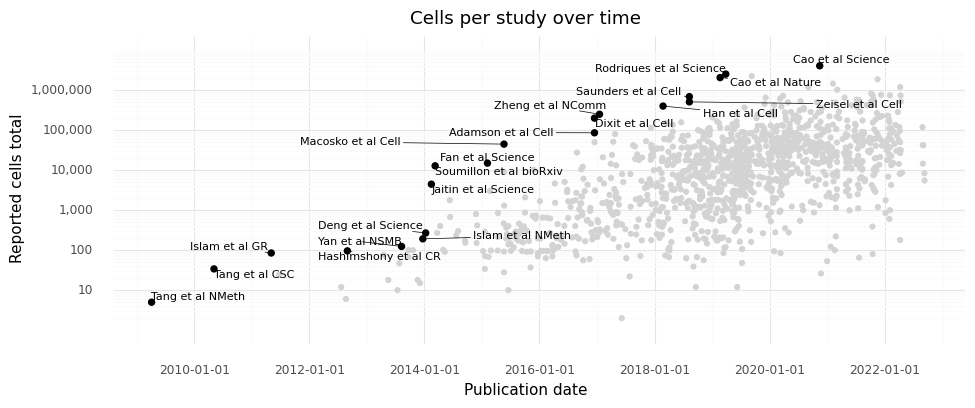 Cells per study over time
Reported cells total
1,000,000
100,000
10,000
1,000
100
10
Cao et al Science
Rodriques et al Science
Cao et al Nature
Saunders et al Cell
Zeisel et al Cell
Zheng et al NComm
Han et al Cell
Dixit et al Cell
Adamson et al Cell
Macosko et al Cell
Fan et al Science
Soumillon et al bioRxiv
Jaitin et al Science
Deng et al Science
Islam et al NMeth
Yan et al NSMB
Islam et al GR
Hashimshony et al CR
Tang et al CSC
Tang et al NMeth
2010-01-01
2012-01-01
2014-01-01
2016-01-01
2018-01-01
2020-01-01
2022-01-01
Publication date